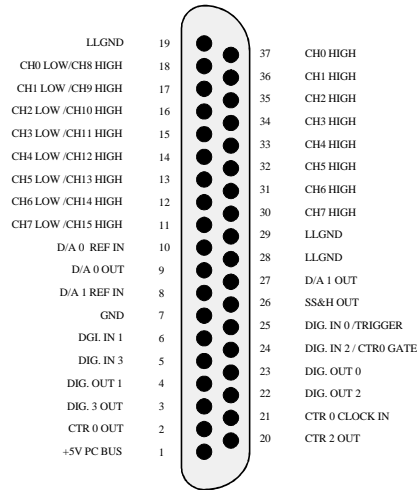 LLGND 19
CH0 LOW/CH8 HIGH 18
CH1 LOW /CH9 HIGH 17
CH2 LOW /CH10 HIGH 16
CH3 LOW /CH11 HIGH 15
CH4 LOW /CH12 HIGH 14
CH5 LOW /CH13 HIGH 13
CH6 LOW /CH14 HIGH 12
CH7 LOW /CH15 HIGH 11
D/A 0 REF IN 10
D/A 0 OUT 9
D/A 1 REF IN 8
GND 7
DGI. IN 1 6
DIG. IN 3 5
DIG. OUT 1 4
DIG. 3 OUT 3
CTR 0 OUT 2
+5V PC BUS 1
37 CH0 HIGH
36 CH1 HIGH
35 CH2 HIGH
34 CH3 HIGH
33 CH4 HIGH
32 CH5 HIGH
31 CH6 HIGH
30 CH7 HIGH
29 LLGND
28 LLGND
27 D/A 1 OUT
26 SS&H OUT
25 DIG. IN 0 /TRIGGER
24 DIG. IN 2 / CTR0 GATE
23 DIG. OUT 0
22 DIG. OUT 2
21 CTR 0 CLOCK IN
20 CTR 2 OUT